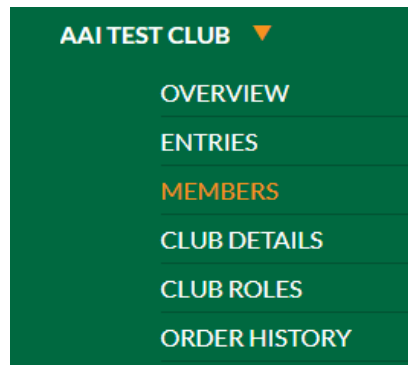 AAI TEST CLUB
OVERVIEW
ENTRIES
MEMBERS
CLUB DETAILS
CLUB ROLES
ORDER HISTORY